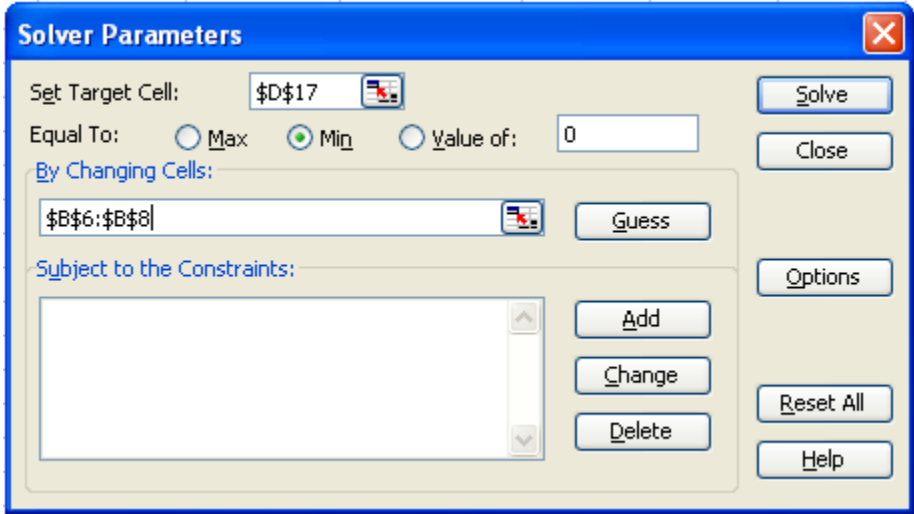 Solver Parameters
Set Target Cell: $D$17
Solve
Equal To: Max Min Value of: 0
Close
By Changing Cells:
$B$6:$B$8
Guess
Subject to the Constraints:
Options
Add
Change
Reset All
Delete
Help